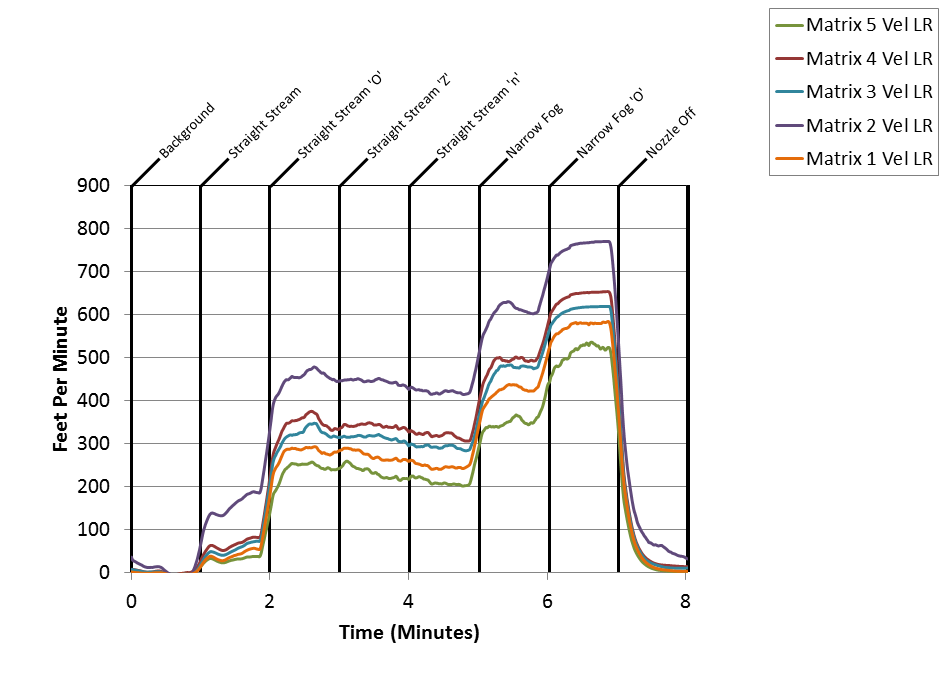 Matrix 5 Vel LR
Matrix 4 Vel LR
Matrix 3 Vel LR
Matrix 2 Vel LR
Matrix 1 Vel LR
Background
Straight Stream
Straight Stream 'O'
Straight Stream 'Z'
Straight Stream 'n'
Narrow Fog
Narrow Fog 'O'
Nozzle Off
Feet Per Minute
900
800
700
600
500
400
300
200
100
0
0 2 4 6 8
Time (Minutes)